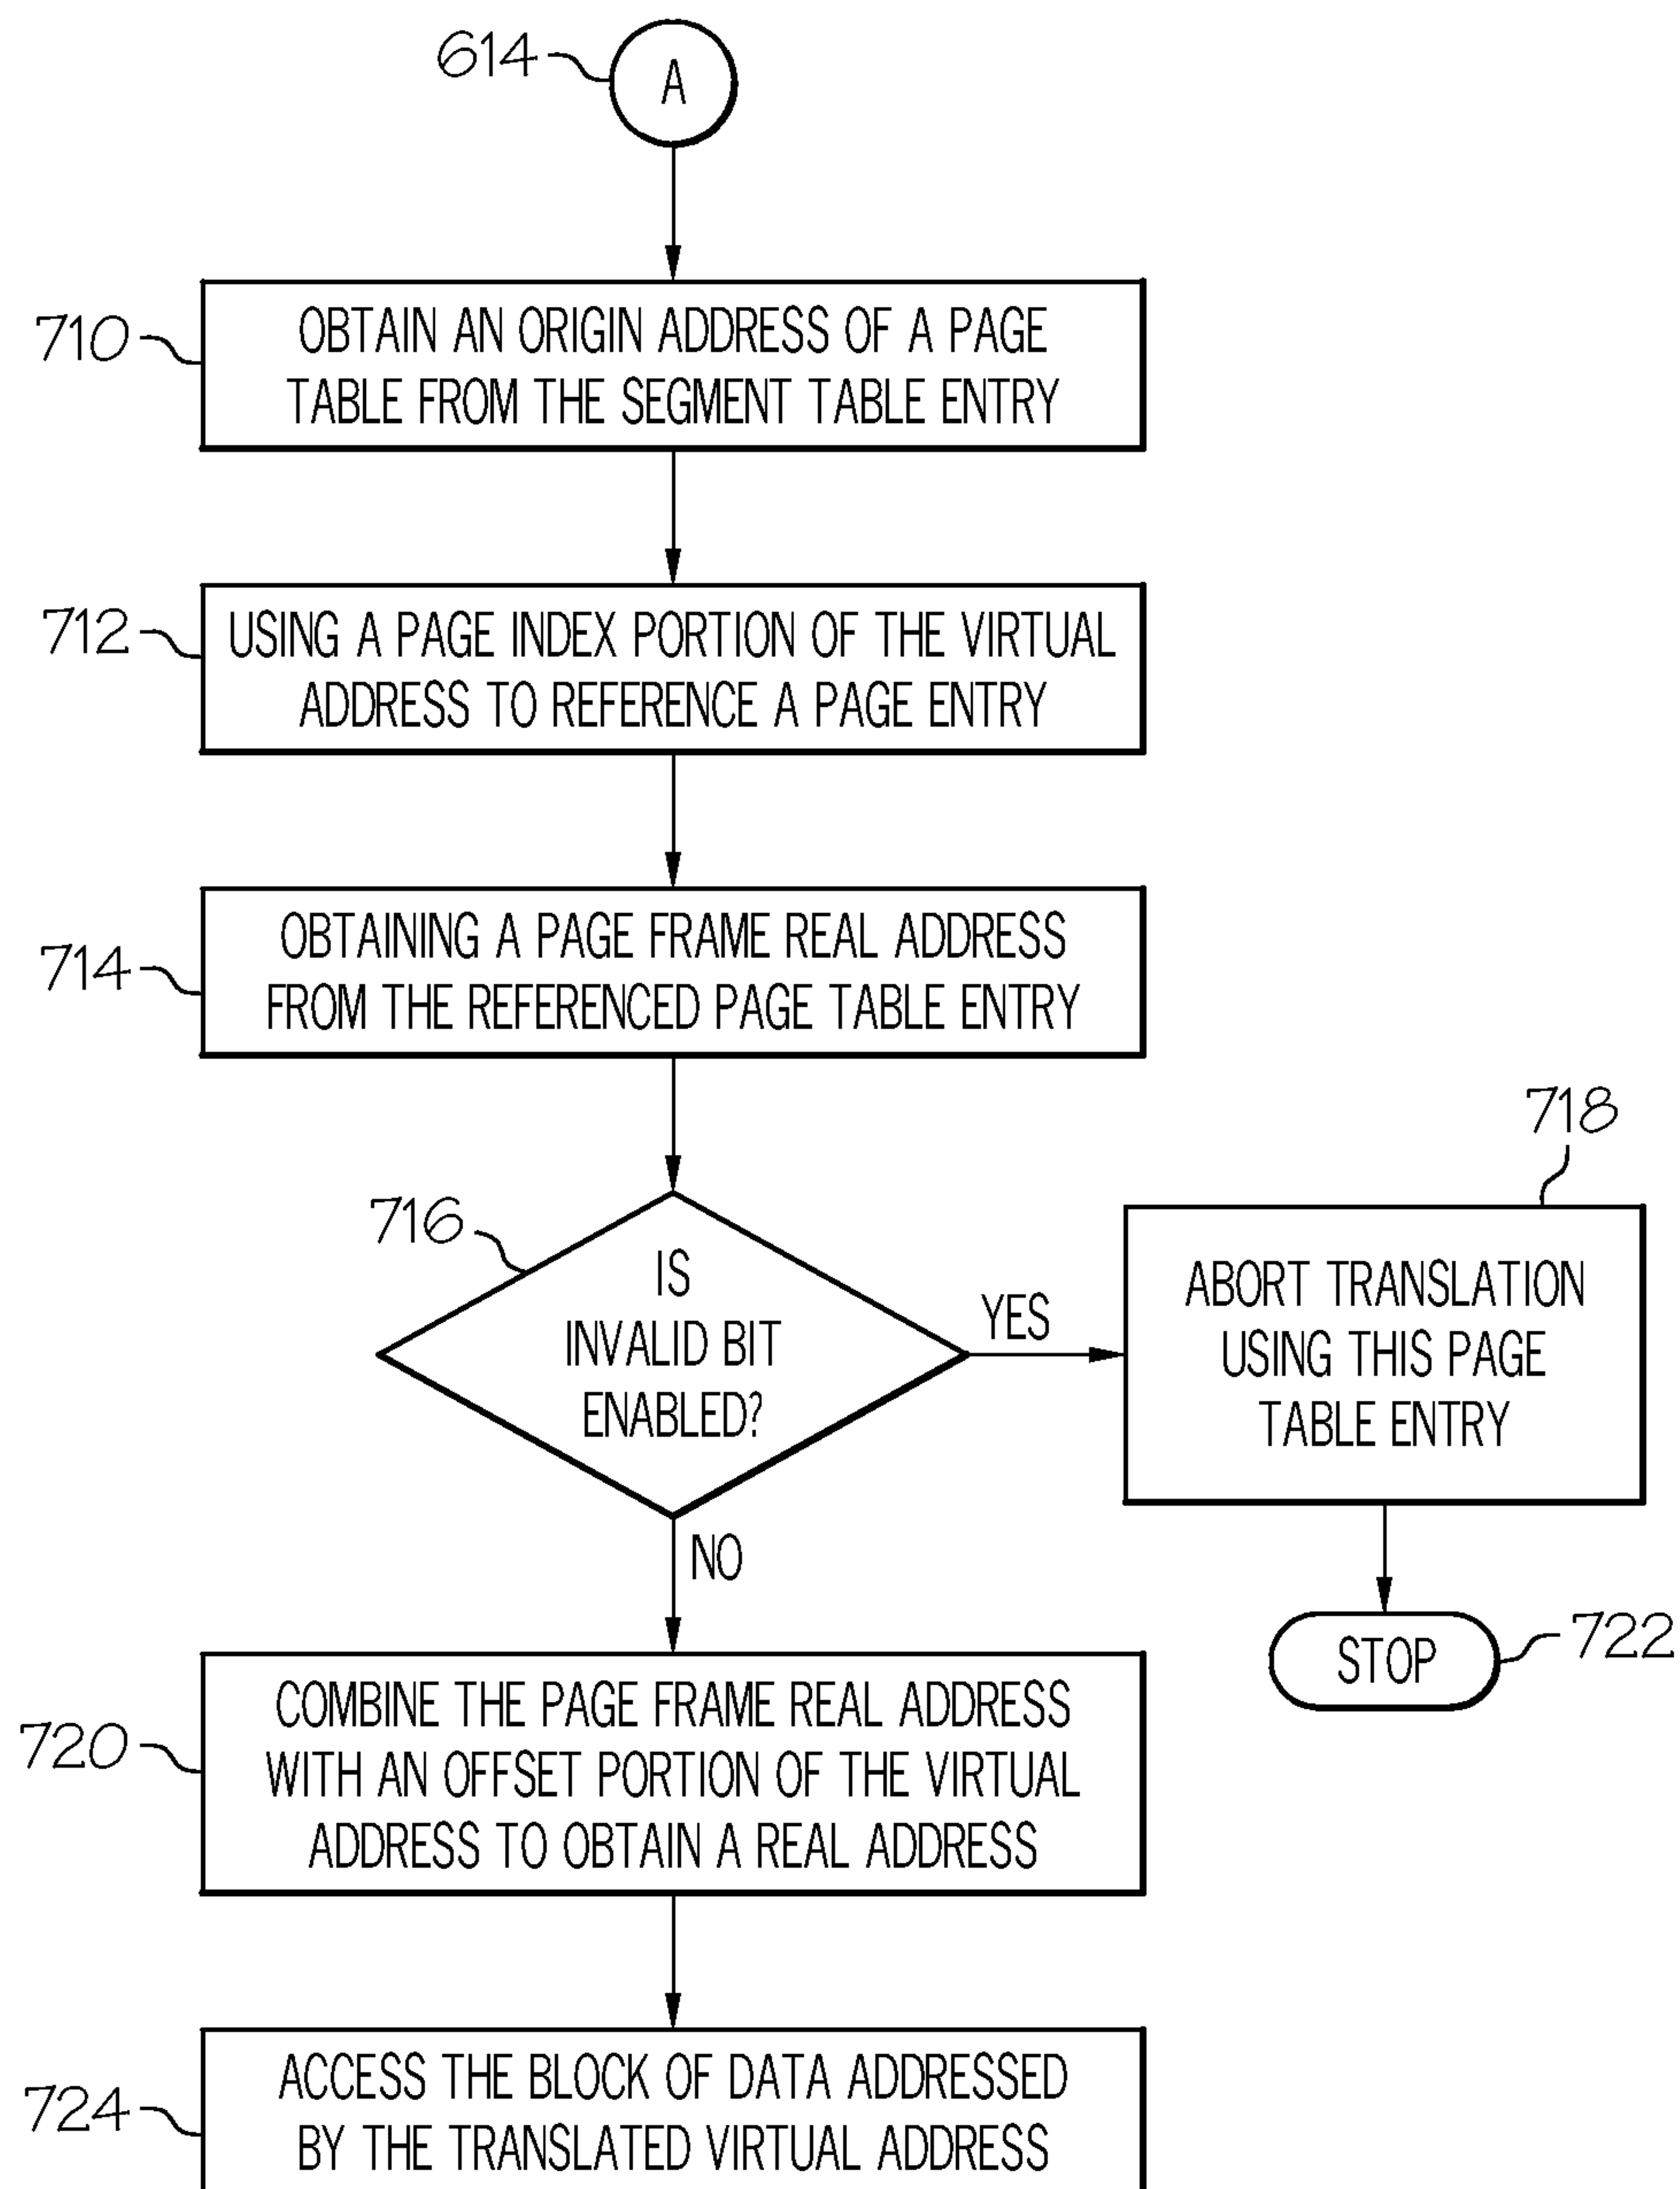 614
A
710
OBTAIN AN ORIGIN ADDRESS OF A PAGE
TABLE FROM THE SEGMENT TABLE ENTRY
712
USING A PAGE INDEX PORTION OF THE VIRTUAL
ADDRESS TO REFERENCE A PAGE ENTRY
714
OBTAINING A PAGE FRAME REAL ADDRESS
FROM THE REFERENCED PAGE TABLE ENTRY
716
IS
INVALID BIT
ENABLED?
YES
718
ABORT TRANSLATION
USING THIS PAGE
TABLE ENTRY
NO
STOP
722
720
COMBINE THE PAGE FRAME REAL ADDRESS
WITH AN OFFSET PORTION OF THE VIRTUAL
ADDRESS TO OBTAIN A REAL ADDRESS
724
ACCESS THE BLOCK OF DATA ADDRESSED
BY THE TRANSLATED VIRTUAL ADDRESS